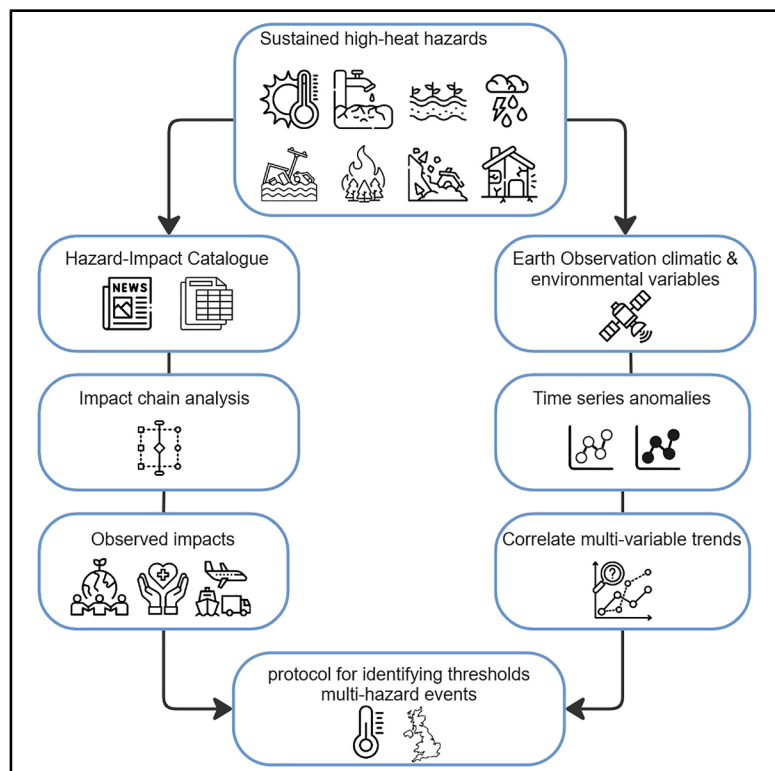 Sustained high-heat hazards
Hazard-Impact Catalogue
NEWS
Earth Observation climatic &
environmental variables
Impact chain analysis
Time series anomalies
Observed impacts
Correlate multi-variable trends
?
protocol for identifying thresholds
multi-hazard events